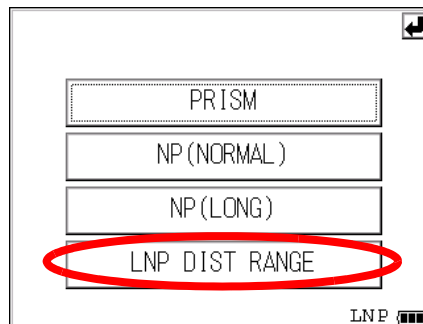 PRISM
NP(NORMAL)
NP(LONG)
LNP DIST RANGE
LNP